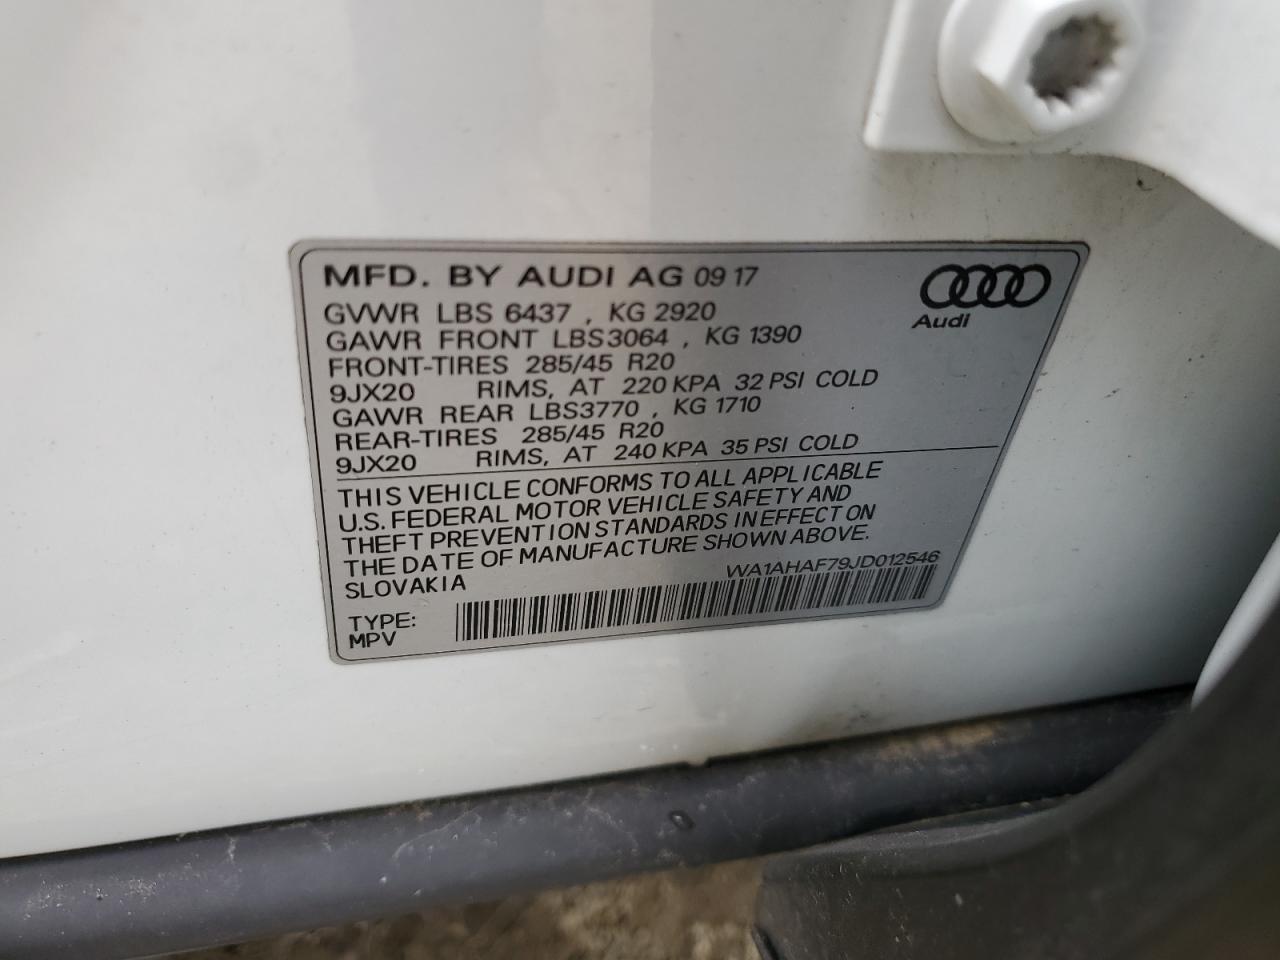 MFD. BY AUDI AG 09 17
Audi
GVWR LBS 6437 , KG 2920
GAWR FRONT LBS3064 , KG 1390
FRONT-TIRES 285/45 R20
9JX20 RIMS, AT 220 KPA 32 PSI COLD
GAWR REAR LBS3770 , KG 1710
REAR-TIRES 285/45 R20
9JX20 RIMS, AT 240 KPA 35 PSI COLD
THIS VEHICLE CONFORMS TO ALL APPLICABLE
U.S. FEDERAL MOTOR VEHICLE SAFETY AND
THEFT PREVENTION STANDARDS IN EFFECT ON
THE DATE OF MANUFACTURE SHOWN ABOVE.
SLOVAKIA
WA1AHAF79JD012546
TYPE:
MPV